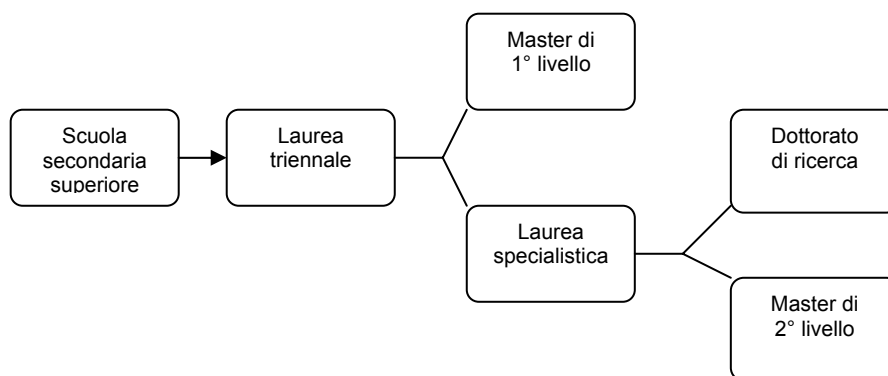 Master di
1° livello
Scuola
secondaria
superiore
Laurea
triennale
Dottorato
di ricerca
Laurea
specialistica
Master di
2° livello